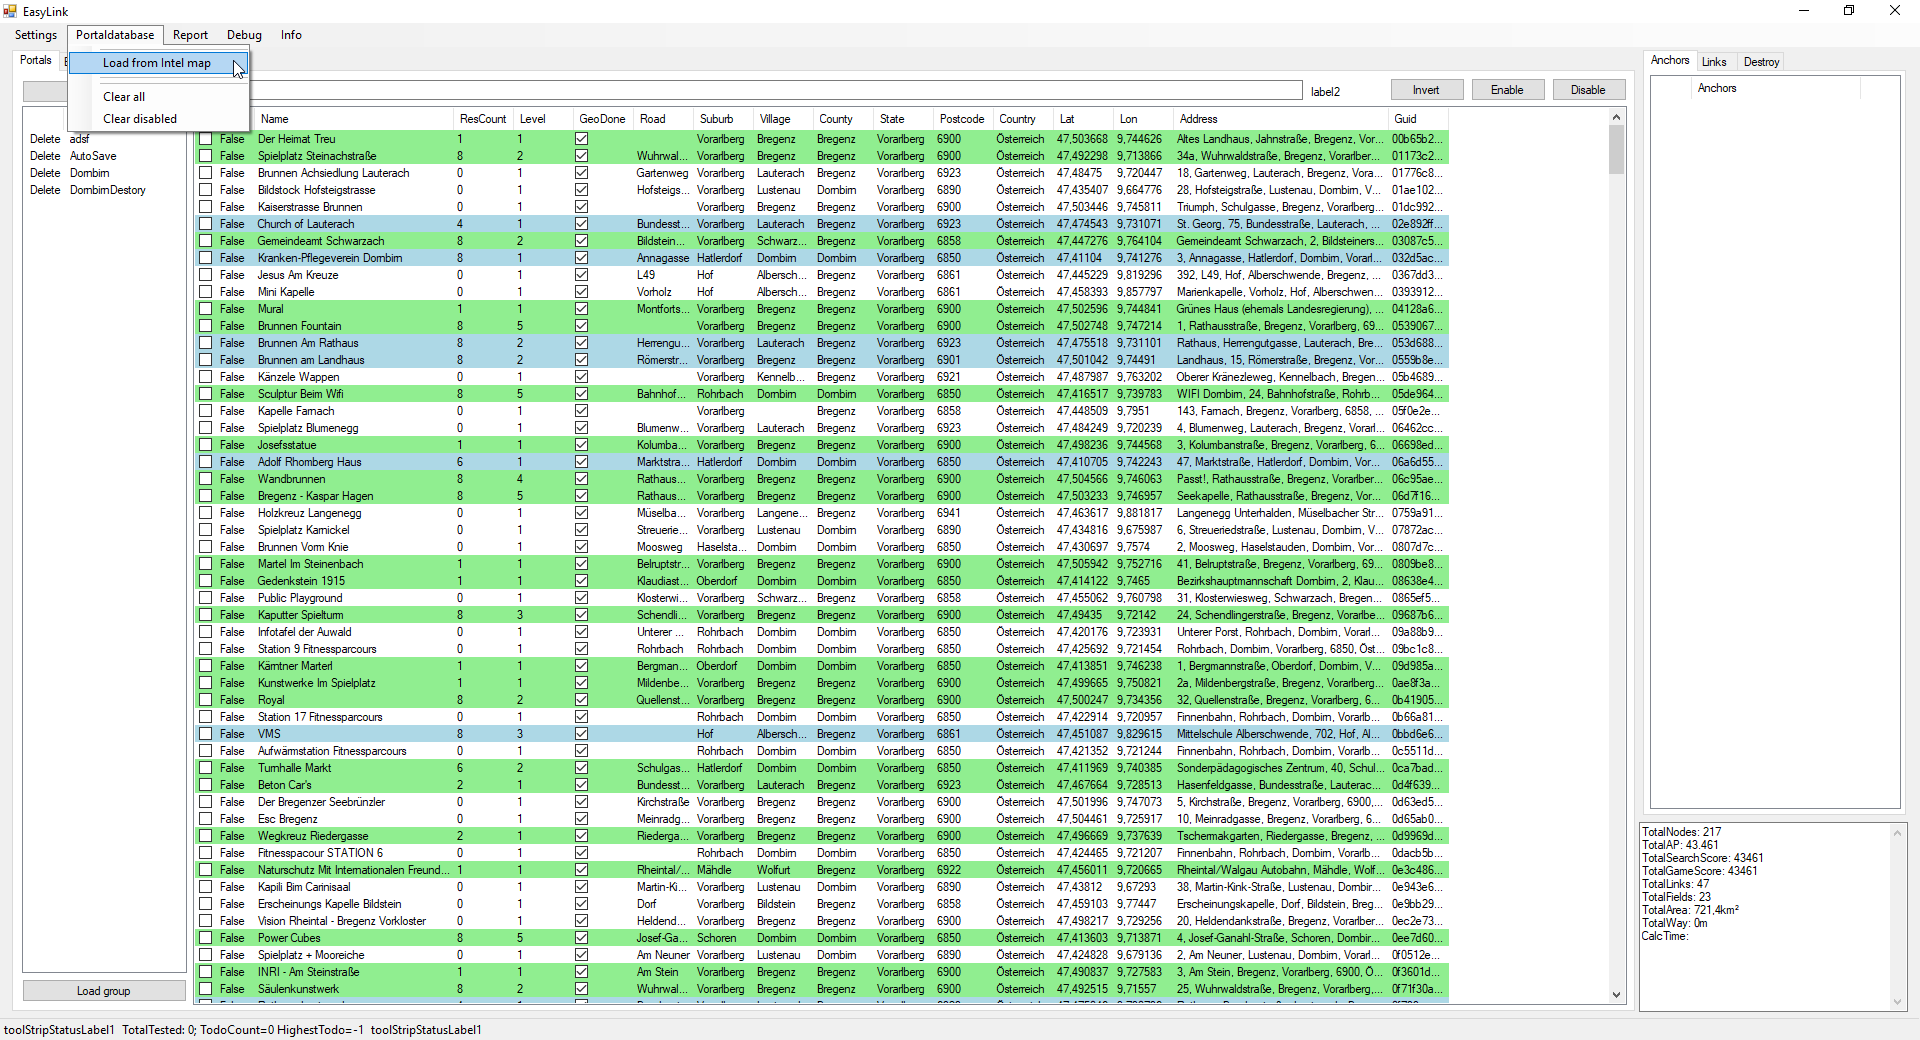 EasyLink
Settings Portaldatabase Report Debug Info
Portals
Load from Intel map
Clear all
Clear disabled
label2 Invert Enable Disable
Name ResCount Level GeoDone Road Suburb Village County State Postcode Country Lat Lon Address Guid
Delete adsf
Delete AutoSave
Delete Dornbirn
Delete DornbirnDestory
Load group
False Der Heimat Treu 1 1 Vorarlberg Bregenz Vorarlberg 6900 Österreich 47,503668 9,744626 Altes Landhaus, Jahnstraße, Bregenz, Vor... 00b65b2...
False Spielplatz Steinachstraße 8 2 Wuhrwal... Vorarlberg Bregenz Bregenz Vorarlberg 6900 Österreich 47,492298 9,713866 34a, Wuhrwaldstraße, Bregenz, Vorarlber... 01173c2...
False Brunnen Achsiedlung Lauterach 0 1 Gartenweg Vorarlberg Lauterach Bregenz Vorarlberg 6923 Österreich 47,48475 9,720447 18, Gartenweg, Lauterach, Bregenz, Vora... 01776c8...
False Bildstock Hofsteigstrasse 0 1 Hofsteigs... Vorarlberg Lustenau Dornbirn Vorarlberg 6890 Österreich 47,435407 9,664776 28, Hofsteigstraße, Lustenau, Dornbirn, V... 01ae102...
False Kaiserstrasse Brunnen 0 1 Vorarlberg Bregenz Bregenz Vorarlberg 6900 Österreich 47,503446 9,745811 Triumph, Schulgasse, Bregenz, Vorarlberg... 01dc992...
False Church of Lauterach 4 1 Bundesst... Vorarlberg Lauterach Bregenz Vorarlberg 6923 Österreich 47,474543 9,731071 St. Georg, 75, Bundesstraße, Lauterach, ... 02e892ff...
False Gemeindeamt Schwarzach 8 2 Bildstein... Vorarlberg Schwarz... Bregenz Vorarlberg 6858 Österreich 47,447276 9,764104 Gemeindeamt Schwarzach, 2, Bildsteiners... 03087c5...
False Kranken-Pflegeverein Dornbirn 8 1 Annagasse Hatlerdorf Dornbirn Dornbirn Vorarlberg 6850 Österreich 47,41104 9,741276 3, Annagasse, Hatlerdorf, Dornbirn, Vorarl... 032d5ac...
False Jesus Am Kreuze 0 1 L49 Hof Albersch... Bregenz Vorarlberg 6861 Österreich 47,445229 9,819296 392, L49, Hof, Alberschwende, Bregenz, ... 0367dd3...
False Mini Kapelle 0 1 Vorholz Hof Albersch... Bregenz Vorarlberg 6861 Österreich 47,458393 9,857797 Marienkapelle, Vorholz, Hof, Alberschwen... 0393912...
False Mural 1 1 Montforts... Vorarlberg Bregenz Bregenz Vorarlberg 6900 Österreich 47,502596 9,744841 Grünes Haus (ehemals Landesregierung), ... 04128a6...
False Brunnen Fountain 8 5 Vorarlberg Bregenz Bregenz Vorarlberg 6900 Österreich 47,502748 9,747214 1, Rathausstraße, Bregenz, Vorarlberg, 69... 0539067...
False Brunnen Am Rathaus 8 2 Herrengu... Vorarlberg Lauterach Bregenz Vorarlberg 6923 Österreich 47,475518 9,731101 Rathaus, Herrengutgasse, Lauterach, Bre... 053d688...
False Brunnen am Landhaus 8 2 Römerstr... Vorarlberg Bregenz Bregenz Vorarlberg 6901 Österreich 47,501042 9,74491 Landhaus, 15, Römerstraße, Bregenz, Vor... 0559b8e...
False Känzele Wappen 0 1 Vorarlberg Kennelb... Bregenz Vorarlberg 6921 Österreich 47,487987 9,763202 Oberer Kränezleweg, Kennelbach, Bregen... 05b4689...
False Sculptur Beim Wifi 8 5 Bahnhof... Rohrbach Dornbirn Dornbirn Vorarlberg 6850 Österreich 47,416517 9,739783 WIFI Dornbirn, 24, Bahnhofstraße, Rohrb... 05de964...
False Kapelle Farnach 0 1 Vorarlberg Bregenz Vorarlberg 6858 Österreich 47,448509 9,7951 143, Farnach, Bregenz, Vorarlberg, 6858, ... 05f0e2e...
False Spielplatz Blumenegg 0 1 Blumenw... Vorarlberg Lauterach Bregenz Vorarlberg 6923 Österreich 47,484249 9,720239 4, Blumenweg, Lauterach, Bregenz, Vorarl... 06462cc...
False Josefsstatue 1 1 Kolumba... Vorarlberg Bregenz Bregenz Vorarlberg 6900 Österreich 47,498236 9,744568 3, Kolumbanstraße, Bregenz, Vorarlberg, 6... 06698ed...
False Adolf Rhomberg Haus 6 1 Marktstra... Hatlerdorf Dornbirn Dornbirn Vorarlberg 6850 Österreich 47,410705 9,742243 47, Marktstraße, Hatlerdorf, Dornbirn, Vor... 06a6d55...
False Wandbrunnen 8 4 Rathaus... Vorarlberg Bregenz Bregenz Vorarlberg 6900 Österreich 47,504566 9,746063 Passt!, Rathausstraße, Bregenz, Vorarlber... 06c95ae...
False Bregenz - Kaspar Hagen 8 5 Rathaus... Vorarlberg Bregenz Bregenz Vorarlberg 6900 Österreich 47,503233 9,746957 Seekapelle, Rathausstraße, Bregenz, Vor... 06d7f16...
False Holzkreuz Langenegg 0 1 Müselba... Vorarlberg Langene... Bregenz Vorarlberg 6941 Österreich 47,463617 9,881817 Langenegg Unterhalden, Müselbacher Str... 0759a91...
False Spielplatz Karnickel 0 1 Streuerie... Vorarlberg Lustenau Dornbirn Vorarlberg 6890 Österreich 47,434816 9,675987 6, Streueriedstraße, Lustenau, Dornbirn, V... 07872ac...
False Brunnen Vorm Knie 0 1 Moosweg Haselsta... Dornbirn Dornbirn Vorarlberg 6850 Österreich 47,430697 9,7574 2, Moosweg, Haselstauden, Dornbirn, Vor... 0807d7c...
False Marterl Im Steinenbach 1 1 Belruptstr... Vorarlberg Bregenz Bregenz Vorarlberg 6900 Österreich 47,505942 9,752716 41, Belruptstraße, Bregenz, Vorarlberg, 69... 0809be8...
False Gedenkstein 1915 1 1 Klaudiast... Oberdorf Dornbirn Dornbirn Vorarlberg 6850 Österreich 47,414122 9,7465 Bezirkshauptmannschaft Dornbirn, 2, Klau... 08638e4...
False Public Playground 0 1 Klosterwi... Vorarlberg Schwarz... Bregenz Vorarlberg 6858 Österreich 47,455062 9,760798 31, Klosterwiesweg, Schwarzach, Bregen... 0865ef5...
False Kaputter Spielturm 8 3 Schendli... Vorarlberg Bregenz Bregenz Vorarlberg 6900 Österreich 47,49435 9,72142 24, Schendlingerstraße, Bregenz, Vorarlbe... 09687b6...
False Infotafel der Auwald 0 1 Unterer ... Rohrbach Dornbirn Dornbirn Vorarlberg 6850 Österreich 47,420176 9,723931 Unterer Porst, Rohrbach, Dornbirn, Vorarl... 09a88b9...
False Station 9 Fitnessparcours 0 1 Rohrbach Rohrbach Dornbirn Dornbirn Vorarlberg 6850 Österreich 47,425692 9,721454 Rohrbach, Dornbirn, Vorarlberg, 6850, Öst... 09bc1c8...
False Kärntner Marterl 1 1 Bergman... Oberdorf Dornbirn Dornbirn Vorarlberg 6850 Österreich 47,413851 9,746238 1, Bergmannstraße, Oberdorf, Dornbirn, V... 09d985a...
False Kunstwerke Im Spielplatz 1 1 Mildenbe... Vorarlberg Bregenz Bregenz Vorarlberg 6900 Österreich 47,499665 9,750821 2a, Mildenbergstraße, Bregenz, Vorarlberg... 0ae8f3a...
False Royal 8 2 Quellenst... Vorarlberg Bregenz Bregenz Vorarlberg 6900 Österreich 47,500247 9,734356 32, Quellenstraße, Bregenz, Vorarlberg, 6... 0b41905...
False Station 17 Fitnessparcours 0 1 Rohrbach Dornbirn Dornbirn Vorarlberg 6850 Österreich 47,422914 9,720957 Finnenbahn, Rohrbach, Dornbirn, Vorarlb... 0b66a81...
False VMS 8 3 Hof Albersch... Bregenz Vorarlberg 6861 Österreich 47,451087 9,829615 Mittelschule Alberschwende, 702, Hof, Al... 0bbd6e6...
False Aufwärmstation Fitnessparcours 0 1 Rohrbach Dornbirn Dornbirn Vorarlberg 6850 Österreich 47,421352 9,721244 Finnenbahn, Rohrbach, Dornbirn, Vorarlb... 0c5511d...
False Turnhalle Markt 6 2 Schulgas... Hatlerdorf Dornbirn Dornbirn Vorarlberg 6850 Österreich 47,411969 9,740385 Sonderpädagogisches Zentrum, 40, Schul... 0ca7bad...
False Beton Car's 2 1 Bundesst... Vorarlberg Lauterach Bregenz Vorarlberg 6923 Österreich 47,467664 9,728513 Hasenfeldgasse, Bundesstraße, Lauterac... 0d4f639...
False Der Bregenzer Seebrünzler 0 1 Kirchstraße Vorarlberg Bregenz Bregenz Vorarlberg 6900 Österreich 47,501996 9,747073 5, Kirchstraße, Bregenz, Vorarlberg, 6900,... 0d63ed5...
False Esc Bregenz 0 1 Meinradg... Vorarlberg Bregenz Bregenz Vorarlberg 6900 Österreich 47,504461 9,725917 10, Meinradgasse, Bregenz, Vorarlberg, 6... 0d65ab0...
False Wegkreuz Riedergasse 2 1 Riederga... Vorarlberg Bregenz Bregenz Vorarlberg 6900 Österreich 47,496669 9,737639 Tschermakgarten, Riedergasse, Bregenz, ... 0d9969d...
False Fitnesspacour STATION 6 0 1 Rohrbach Dornbirn Dornbirn Vorarlberg 6850 Österreich 47,424465 9,721207 Finnenbahn, Rohrbach, Dornbirn, Vorarlb... 0dacb5b...
False Naturschutz Mit Internationalen Freund... 1 1 Rheintal/... Mähdle Wolfurt Bregenz Vorarlberg 6922 Österreich 47,456011 9,720665 Rheintal/Walgau Autobahn, Mähdle, Wolf... 0e3c486...
False Kapili Bim Carinisaal 0 1 Martin-Ki... Vorarlberg Lustenau Dornbirn Vorarlberg 6890 Österreich 47,43812 9,67293 38, Martin-Kink-Straße, Lustenau, Dornbir... 0e943e6...
False Erscheinungs Kapelle Bildstein 0 1 Dorf Vorarlberg Bildstein Bregenz Vorarlberg 6858 Österreich 47,459103 9,77447 Erscheinungskapelle, Dorf, Bildstein, Breg... 0e9bb29...
False Vision Rheintal - Bregenz Vorkloster 0 1 Heldend... Vorarlberg Bregenz Bregenz Vorarlberg 6900 Österreich 47,498217 9,729256 20, Heldendankstraße, Bregenz, Vorarlber... 0ec2e73...
False Power Cubes 8 5 Josef-Ga... Schoren Dornbirn Dornbirn Vorarlberg 6850 Österreich 47,413603 9,713871 4, Josef-Ganahl-Straße, Schoren, Dornbir... 0ee7d60...
False Spielplatz + Mooreiche 0 1 Am Neuner Vorarlberg Lustenau Dornbirn Vorarlberg 6890 Österreich 47,424828 9,679136 2, Am Neuner, Lustenau, Dornbirn, Vorarl... 0f0512e...
False INRI - Am Steinstraße 1 1 Am Stein Vorarlberg Bregenz Bregenz Vorarlberg 6900 Österreich 47,490837 9,727583 3, Am Stein, Bregenz, Vorarlberg, 6900, Ö... 0f3601d...
False Säulenkunstwerk 8 2 Wuhrwal... Vorarlberg Bregenz Bregenz Vorarlberg 6900 Österreich 47,492515 9,71557 25, Wuhrwaldstraße, Bregenz, Vorarlberg,... 0f71f30a...
Anchors Links Destroy
Anchors
TotalNodes: 217
TotalAP: 43.461
TotalSearchScore: 43461
TotalGameScore: 43461
TotalLinks: 47
TotalFields: 23
TotalArea: 721,4km²
TotalWay: 0m
CalcTime:
toolStripStatusLabel1 TotalTested: 0; TodoCount=0 HighestTodo=-1 toolStripStatusLabel1